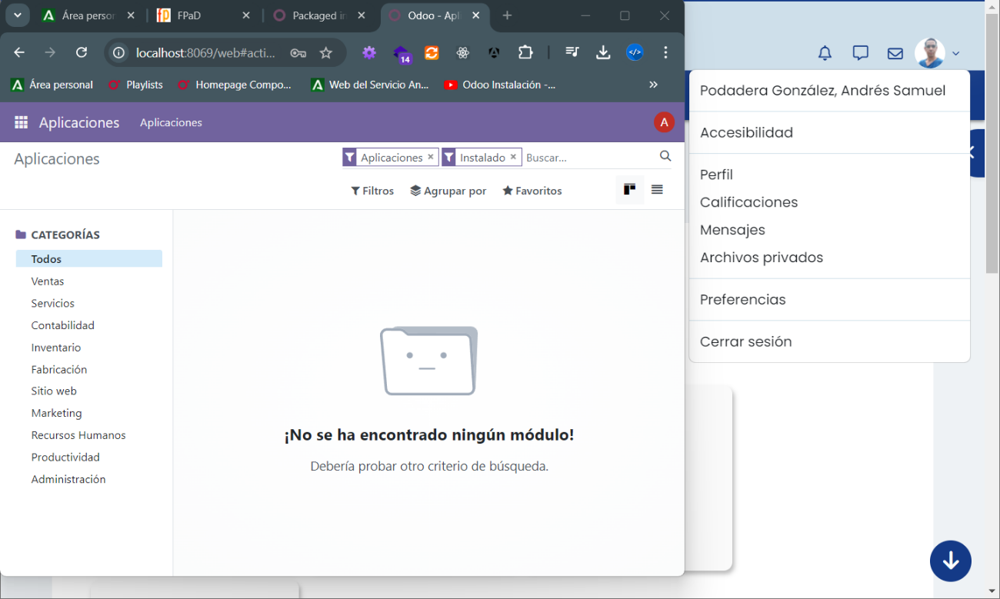 Área persor
FPaD
Packaged in
Odoo - Apl
localhost:8069/web#acti...
14
Área personal
Playlists
Homepage Compo...
Web del Servicio An...
Odoo Instalación -...
Aplicaciones
Aplicaciones
A
Aplicaciones
Aplicaciones
Instalado
Buscar...
Filtros
Agrupar por
Favoritos
CATEGORÍAS
Todos
Ventas
Servicios
Contabilidad
Inventario
Fabricación
Sitio web
Marketing
Recursos Humanos
Productividad
Administración
¡No se ha encontrado ningún módulo!
Debería probar otro criterio de búsqueda.
Podadera González, Andrés Samuel
Accesibilidad
Perfil
Calificaciones
Mensajes
Archivos privados
Preferencias
Cerrar sesión